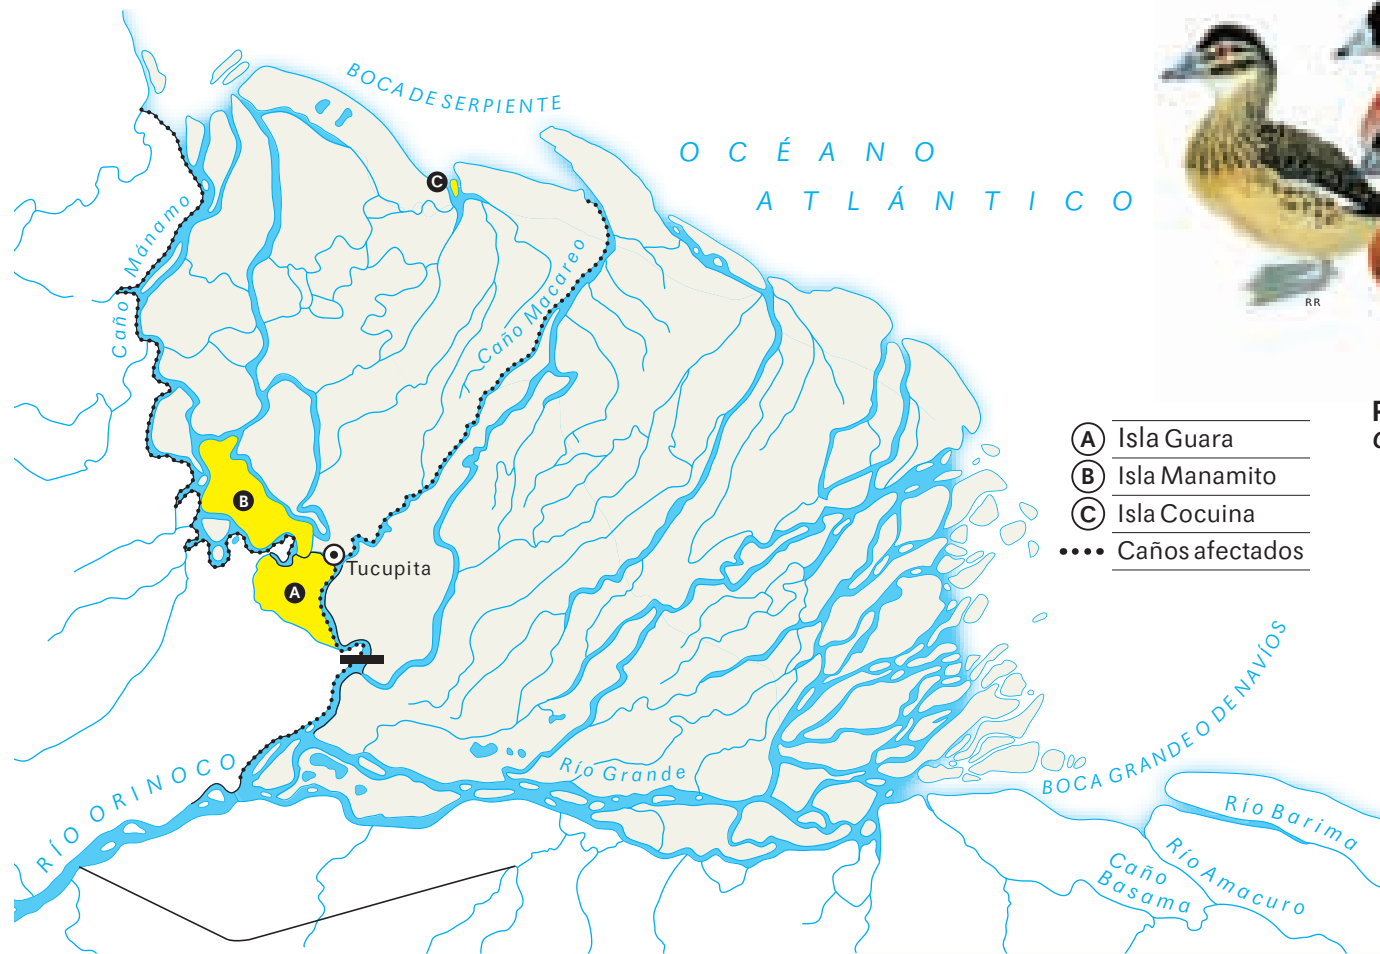 BOCA DE SERPIENTE
OCÉANO
ATLÁNTICO
C
Caño Mánamo
Caño Macareo
RR
A Isla Guara
B Isla Manamito
C Isla Cocuina
Caños afectados
B
Tucupita
A
RÍO ORINOCO
Río Grande
BOCA GRANDE O DE NAVÍOS
Río Barima
Río Amacuro
Caño
Basama